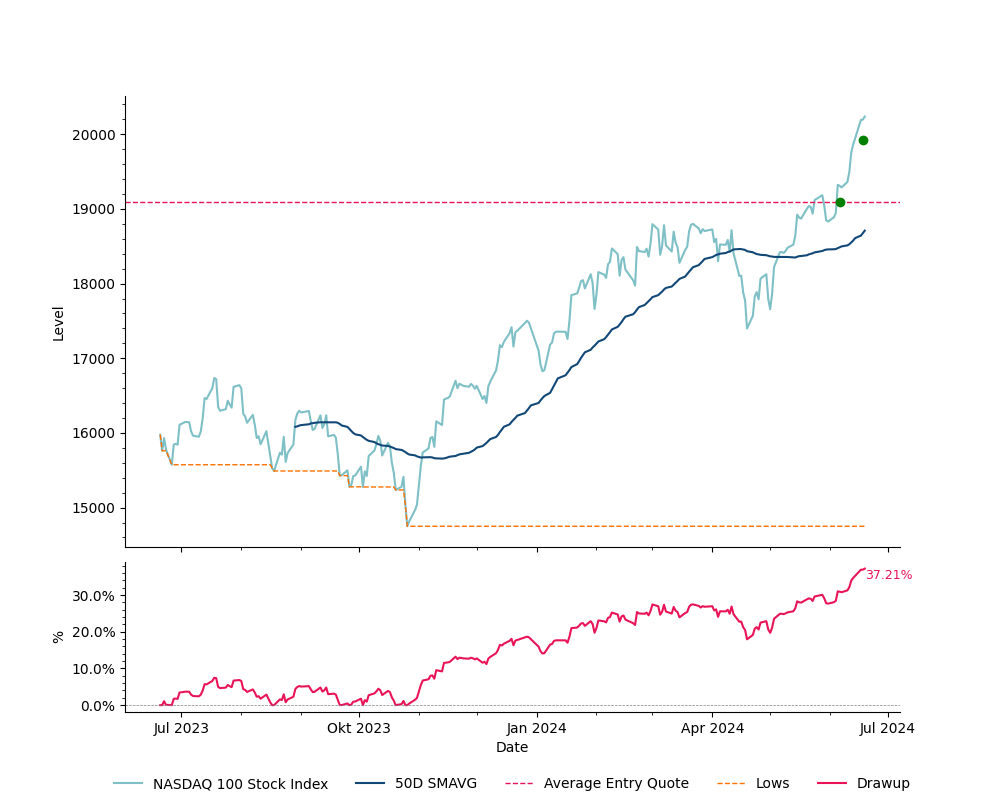 20000
19000
18000
17000
16000
15000
Level
37.21%
30.0%
20.0%
10.0%
0.0%
%
Jul 2023
Okt 2023
Jan 2024
Apr 2024
Jul 2024
Date
NASDAQ 100 Stock Index
50D SMAVG
Average Entry Quote
Lows
Drawup